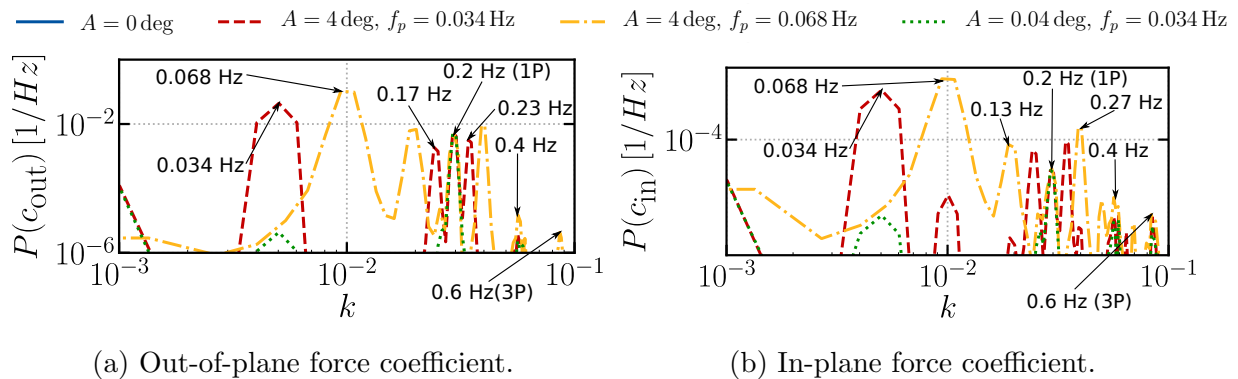 A = 0 deg
A = 4 deg, f_p = 0.034 Hz
A = 4 deg, f_p = 0.068 Hz
A = 0.04 deg, f_p = 0.034 Hz
P(c_out) [1/Hz]
10^−2
10^−6
0.068 Hz
0.034 Hz
0.17 Hz
0.2 Hz (1P)
0.23 Hz
0.4 Hz
0.6 Hz(3P)
10^−3
10^−2
10^−1
k
(a) Out-of-plane force coefficient.
P(c_in) [1/Hz]
10^−4
0.068 Hz
0.034 Hz
0.13 Hz
0.2 Hz (1P)
0.27 Hz
0.4 Hz
0.6 Hz (3P)
10^−3
10^−2
10^−1
k
(b) In-plane force coefficient.